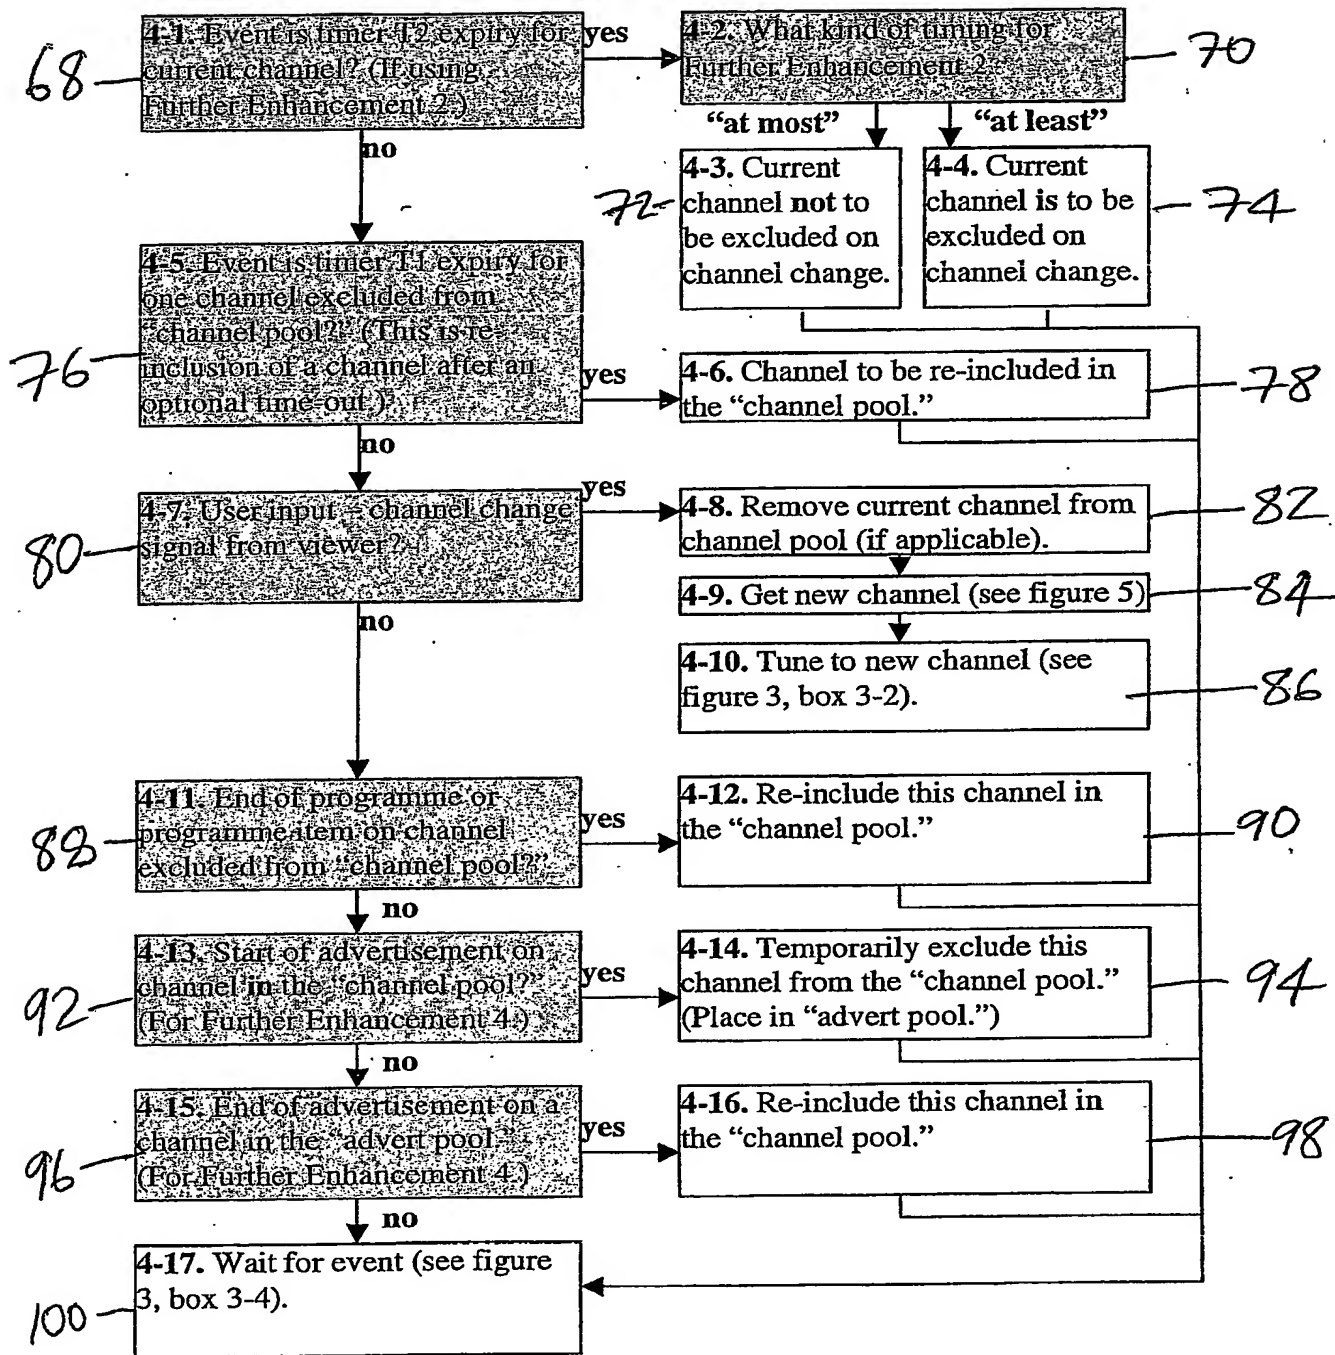 68
4-1. Event is timer T2 expiry for
current channel? (If using
Further Enhancement 2.)
yes
4-2. What kind of timing for
Further Enhancement 2
70
no
"at most"
"at least"
72
4-3. Current
channel not to
be excluded on
channel change.
4-4. Current
channel is to be
excluded on
channel change.
74
76
4-5. Event is timer T1 expiry for
one channel excluded from
"channel pool?" (This is re-
inclusion of a channel after an
optional time-out.)
yes
4-6. Channel to be re-included in
the "channel pool."
78
no
80
4-7. User input – channel change
signal from viewer?
yes
4-8. Remove current channel from
channel pool (if applicable).
82
4-9. Get new channel (see figure 5)
84
no
4-10. Tune to new channel (see
figure 3, box 3-2).
86
88
4-11. End of programme or
programme item on channel
excluded from "channel pool?"
yes
4-12. Re-include this channel in
the "channel pool."
90
no
92
4-13. Start of advertisement on
channel in the "channel pool?"
(For Further Enhancement 4.)
yes
4-14. Temporarily exclude this
channel from the "channel pool."
(Place in "advert pool.")
94
no
96
4-15. End of advertisement on a
channel in the "advert pool."
(For Further Enhancement 4.)
yes
4-16. Re-include this channel in
the "channel pool."
98
no
100
4-17. Wait for event (see figure
3, box 3-4).